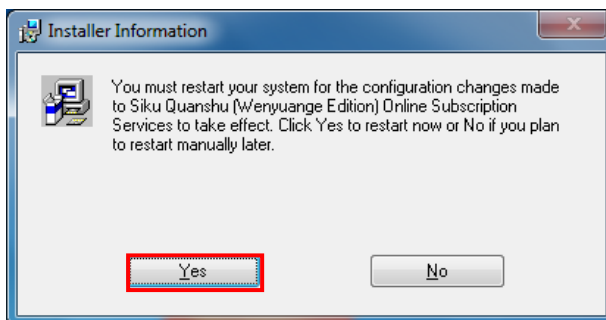 Installer Information
You must restart your system for the configuration changes made
to Siku Quanshu (Wenyuange Edition) Online Subscription
Services to take effect. Click Yes to restart now or No if you plan
to restart manually later.
Yes
No